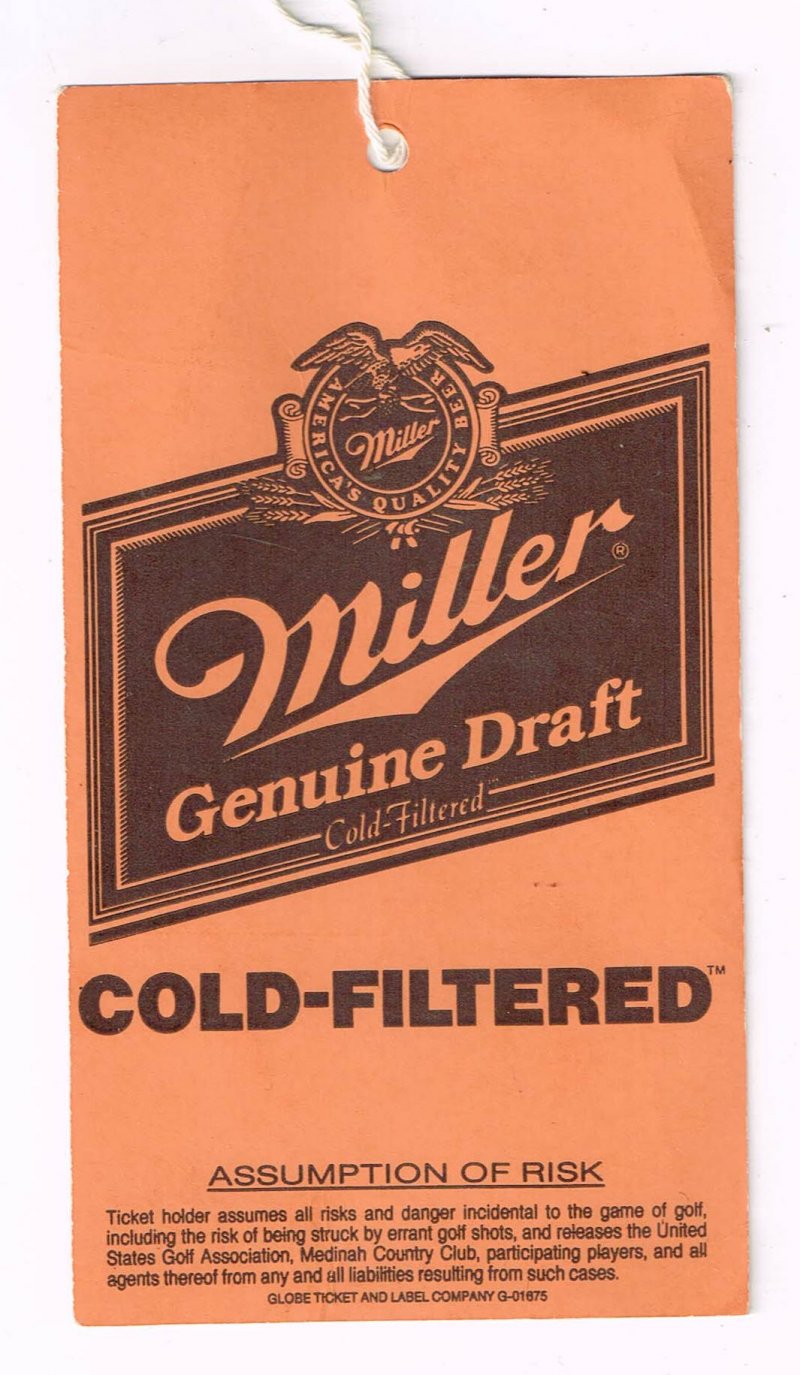 AMERICA'S QUALITY BEER
Miller
Miller®
Genuine Draft
Cold-Filtered™
COLD-FILTERED™
ASSUMPTION OF RISK
Ticket holder assumes all risks and danger incidental to the game of golf,
including the risk of being struck by errant golf shots, and releases the United
States Golf Association, Medinah Country Club, participating players, and all
agents thereof from any and all liabilities resulting from such cases.
GLOBE TICKET AND LABEL COMPANY G-01675